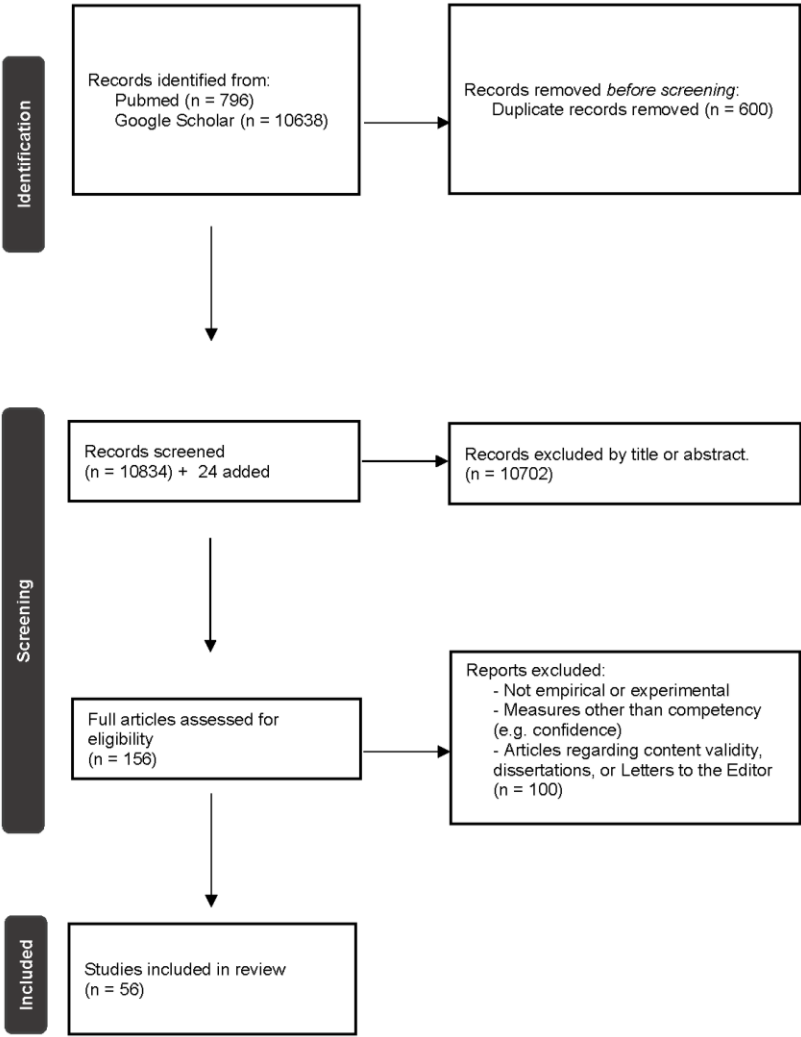 Identification
Records identified from:
Pubmed (n = 796)
Google Scholar (n = 10638)
Records removed before screening:
Duplicate records removed (n = 600)
Screening
Records screened
(n = 10834) + 24 added
Records excluded by title or abstract.
(n = 10702)
Full articles assessed for
eligibility
(n = 156)
Reports excluded:
- Not empirical or experimental
- Measures other than competency
(e.g. confidence)
- Articles regarding content validity,
dissertations, or Letters to the Editor
(n = 100)
Included
Studies included in review
(n = 56)